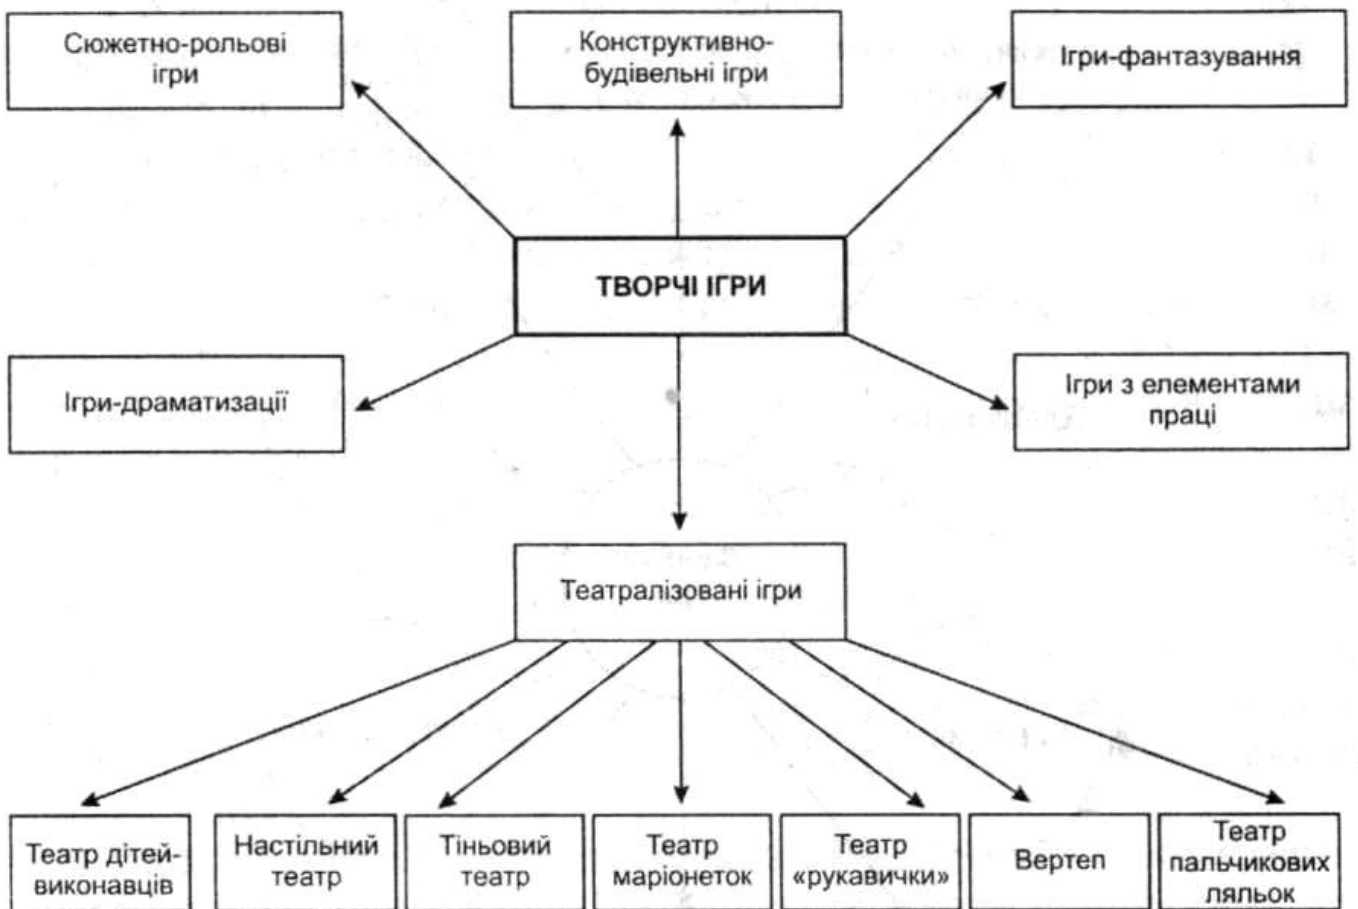 Сюжетно-рольові
ігри
Конструктивно-
будівельні ігри
Ігри-фантазування
ТВОРЧІ ІГРИ
Ігри-драматизації
Ігри з елементами
праці
Театралізовані ігри
Театр дітей-
виконавців
Настільний
театр
Тіньовий
театр
Театр
маріонеток
Театр
«рукавички»
Вертеп
Театр
пальчикових
ляльок